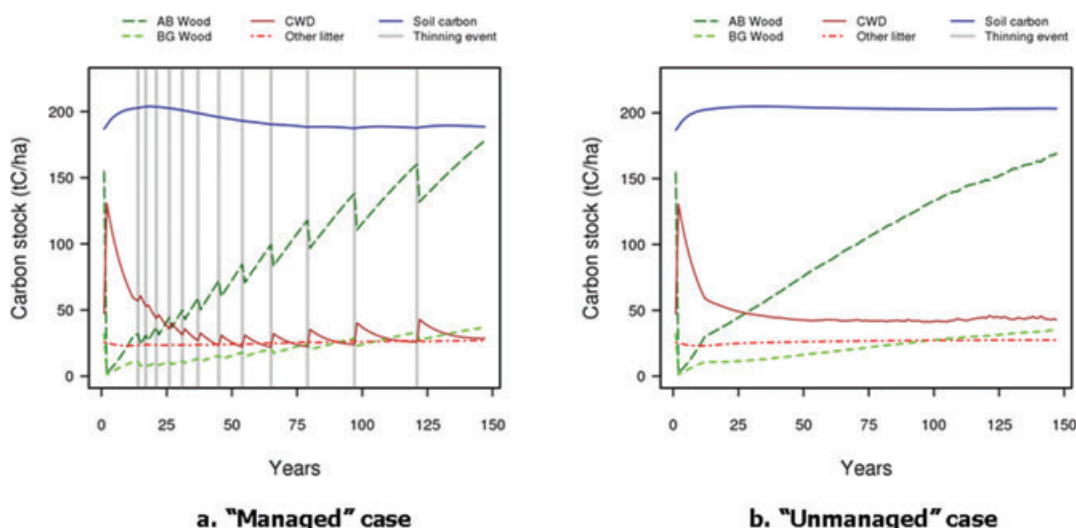 AB Wood CWD Soil carbon
BG Wood Other litter Thinning event
200
150
100
50
0
Carbon stock (tC/ha)
0 25 50 75 100 125 150
Years
a. "Managed" case
AB Wood CWD Soil carbon
BG Wood Other litter Thinning event
200
150
100
50
0
Carbon stock (tC/ha)
0 25 50 75 100 125 150
Years
b. "Unmanaged" case